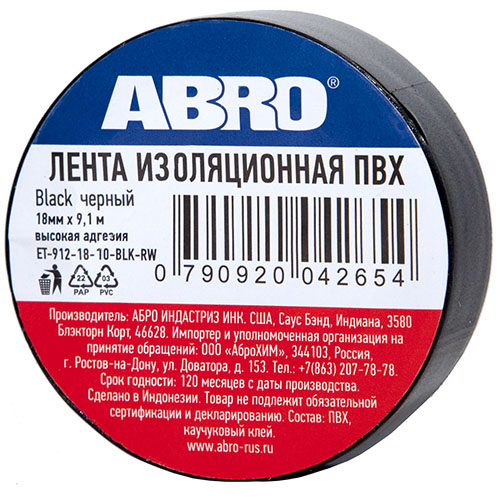 ABRO®
ЛЕНТА ИЗОЛЯЦИОННАЯ ПВХ
Black черный
18мм x 9,1 м
высокая адгезия
ET-912-18-10-BLK-RW
0 790920 042654
22 03
PAP PVC
Производитель: АБРО ИНДАСТРИЗ ИНК. США, Саус Бэнд, Индиана, 3580
Блэкторн Корт, 46628. Импортер и уполномоченная организация на
принятие обращений: ООО «АброХИМ», 344103, Россия,
г. Ростов-на-Дону, ул. Доватора, д. 153. Тел.: +7(863) 207-78-78.
Срок годности: 120 месяцев с даты производства.
Сделано в Индонезии. Товар не подлежит обязательной
сертификации и декларированию. Состав: ПВХ,
каучуковый клей.
www.abro-rus.ru